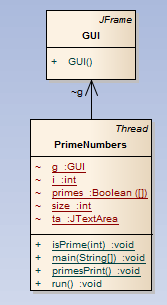 JFrame
GUI
+ GUI()
~g
Thread
PrimeNumbers
~ g :GUI
~ i :int
~ primes :Boolean ([])
~ size :int
~ ta :JTextArea
+ isPrime(int) :void
+ main(String[]) :void
+ primesPrint() :void
+ run() :void